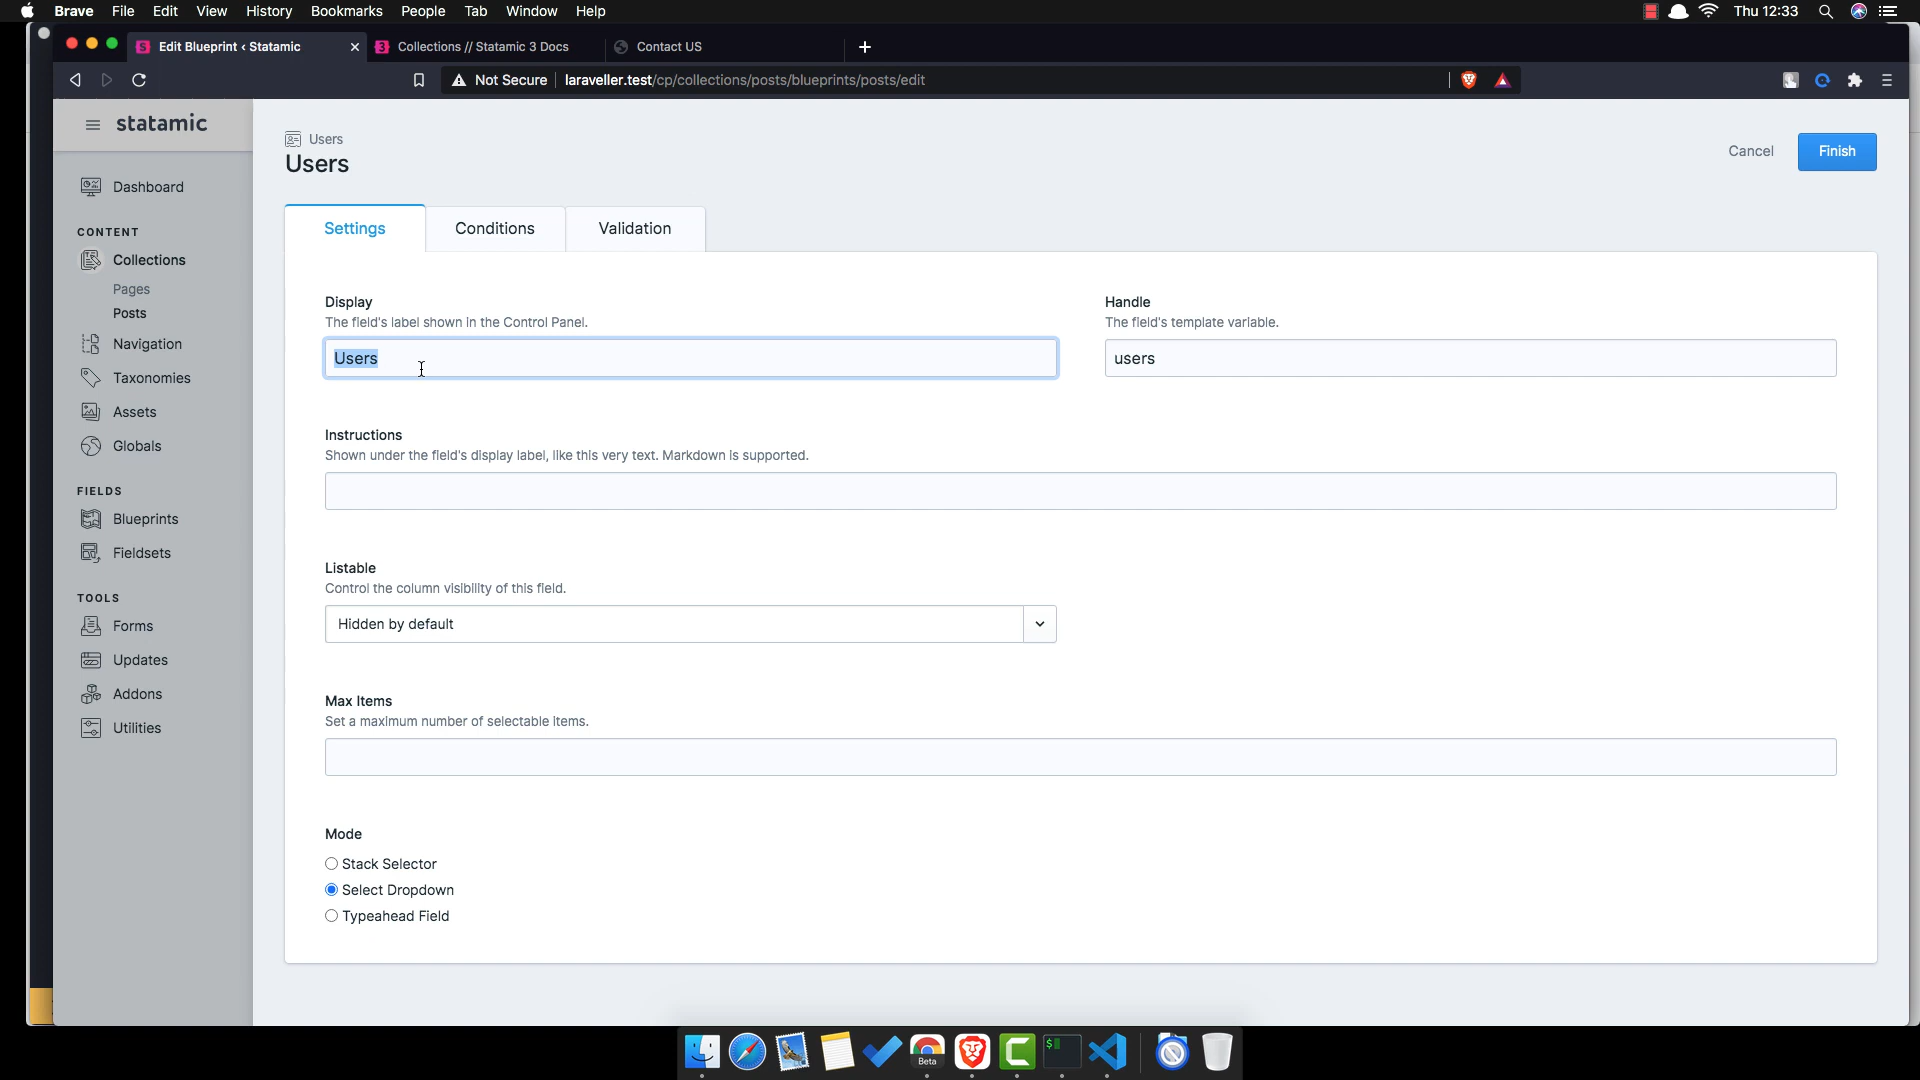 Brave File Edit View History Bookmarks People Tab Window Help Thu 12:33
Edit Blueprint ‹ Statamic Collections // Statamic 3 Docs Contact US
Not Secure laraveller.test/cp/collections/posts/blueprints/posts/edit
statamic
Dashboard
CONTENT
Collections
Pages
Posts
Navigation
Taxonomies
Assets
Globals
FIELDS
Blueprints
Fieldsets
TOOLS
Forms
Updates
Addons
Utilities
Users
Users
Cancel
Finish
Settings
Conditions
Validation
Display
The field's label shown in the Control Panel.
Users
Handle
The field's template variable.
users
Instructions
Shown under the field's display label, like this very text. Markdown is supported.
Listable
Control the column visibility of this field.
Hidden by default
Max Items
Set a maximum number of selectable items.
Mode
Stack Selector
Select Dropdown
Typeahead Field
Beta
$